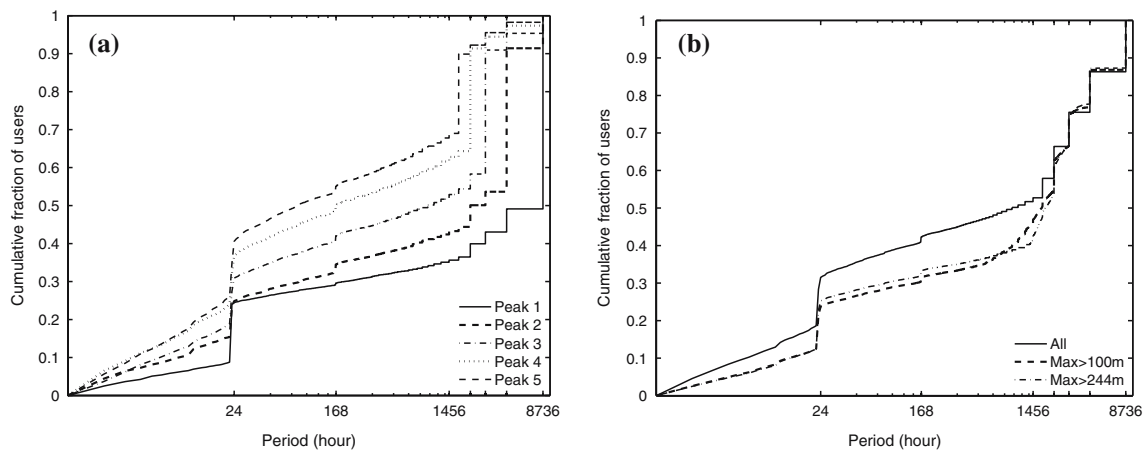 (a)
Cumulative fraction of users
1
0.9
0.8
0.7
0.6
0.5
0.4
0.3
0.2
0.1
0
Peak 1
Peak 2
Peak 3
Peak 4
Peak 5
24
168
1456
8736
Period (hour)
(b)
Cumulative fraction of users
1
0.9
0.8
0.7
0.6
0.5
0.4
0.3
0.2
0.1
0
All
Max>100m
Max>244m
24
168
1456
8736
Period (hour)